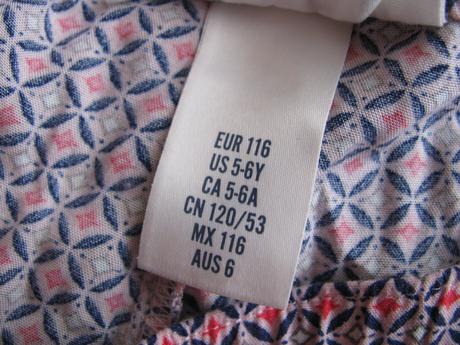 EUR 116
US 5-6Y
CA 5-6A
CN 120/53
MX 116
AUS 6